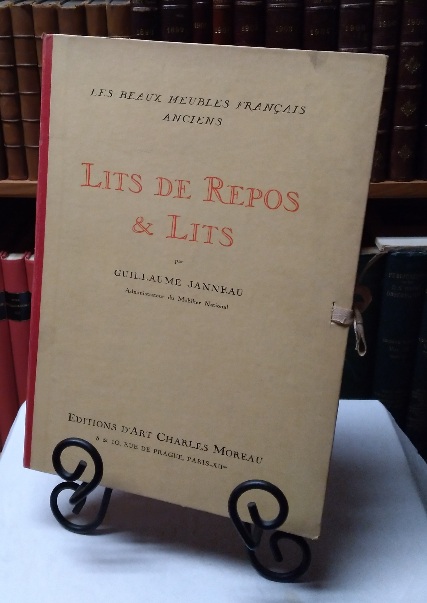 LES BEAUX MEUBLES FRANÇAIS
ANCIENS
LITS DE REPOS
& LITS
par
GUILLAUME JANNEAU
Administrateur du Mobilier National
EDITIONS D'ART CHARLES MOREAU
8 & 10, RUE DE PRAGUE, PARIS-XIIᵐᵉ